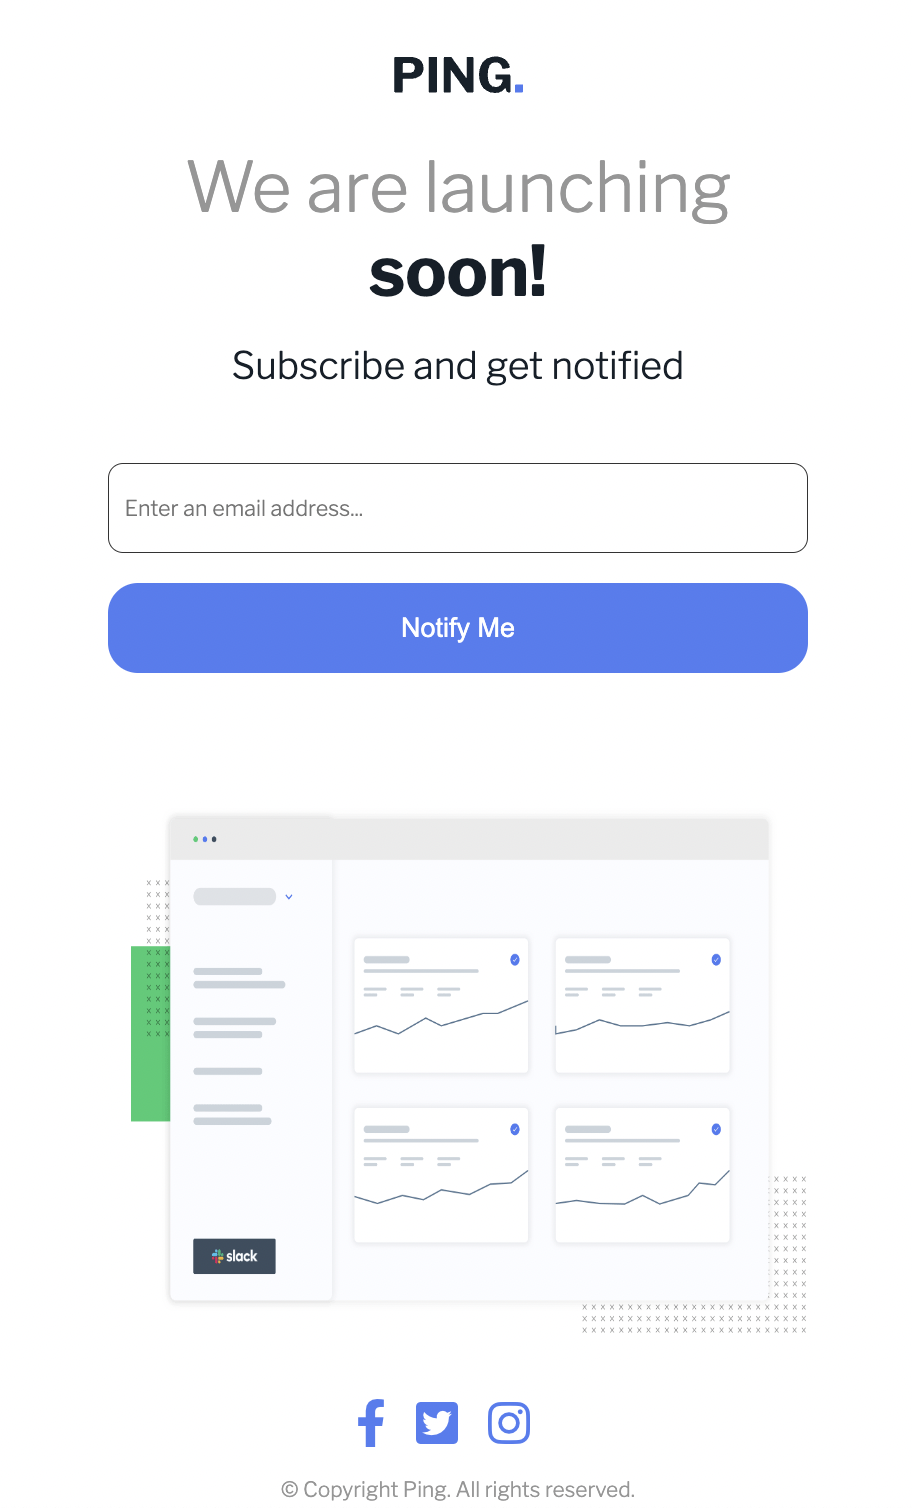 PING.
We are launching
soon!
Subscribe and get notified
Enter an email address...
Notify Me
slack
© Copyright Ping. All rights reserved.